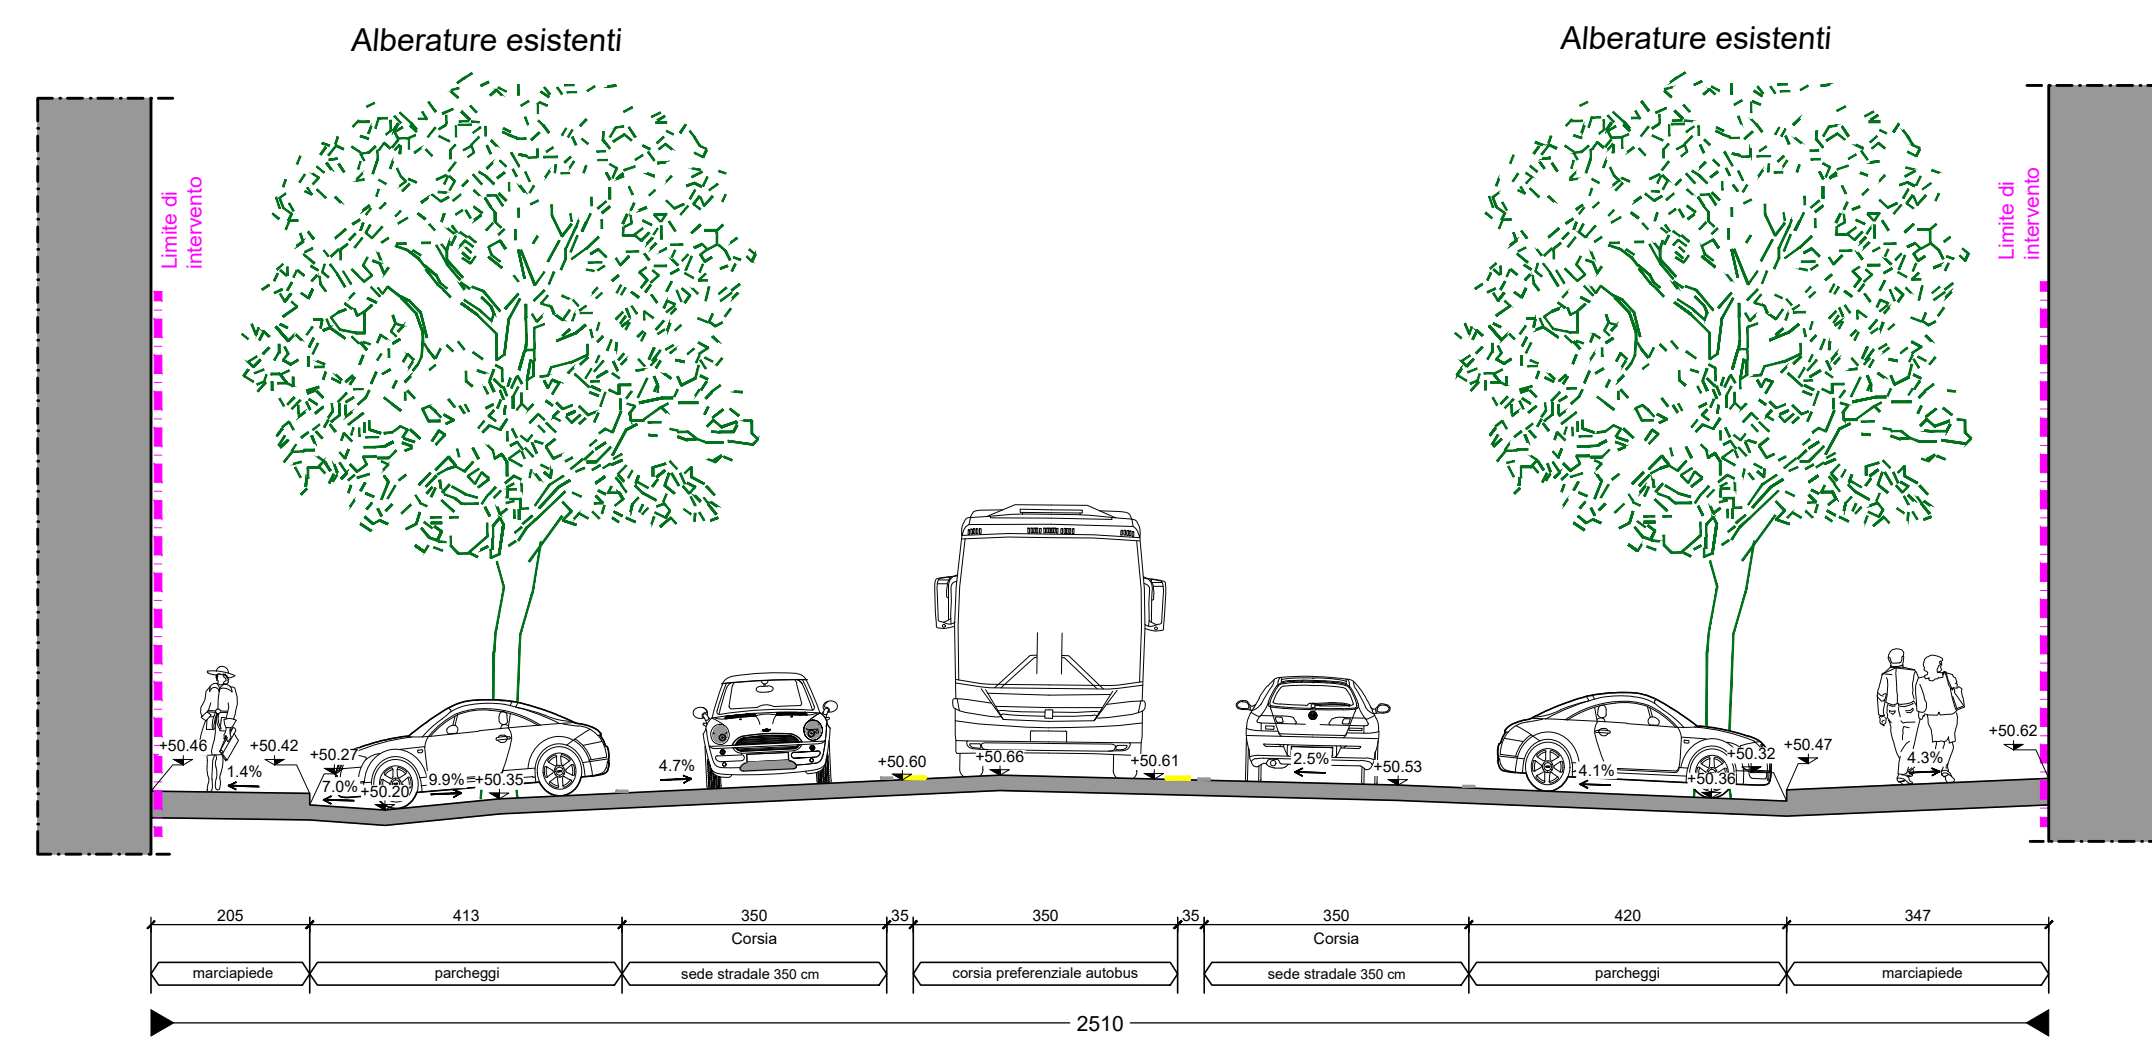 Alberature esistenti
Alberature esistenti
Limite di
intervento
Limite di
intervento
+50.46
+50.42
1.4%
+50.27
7.0%
+50.20
9.9%
+50.35
4.7%
+50.60
+50.66
+50.61
2.5%
+50.53
4.1%
+50.36
+50.32
+50.47
4.3%
+50.62
205
413
350
35
350
35
350
420
347
Corsia
Corsia
marciapiede
parcheggi
sede stradale 350 cm
corsia preferenziale autobus
sede stradale 350 cm
parcheggi
marciapiede
2510